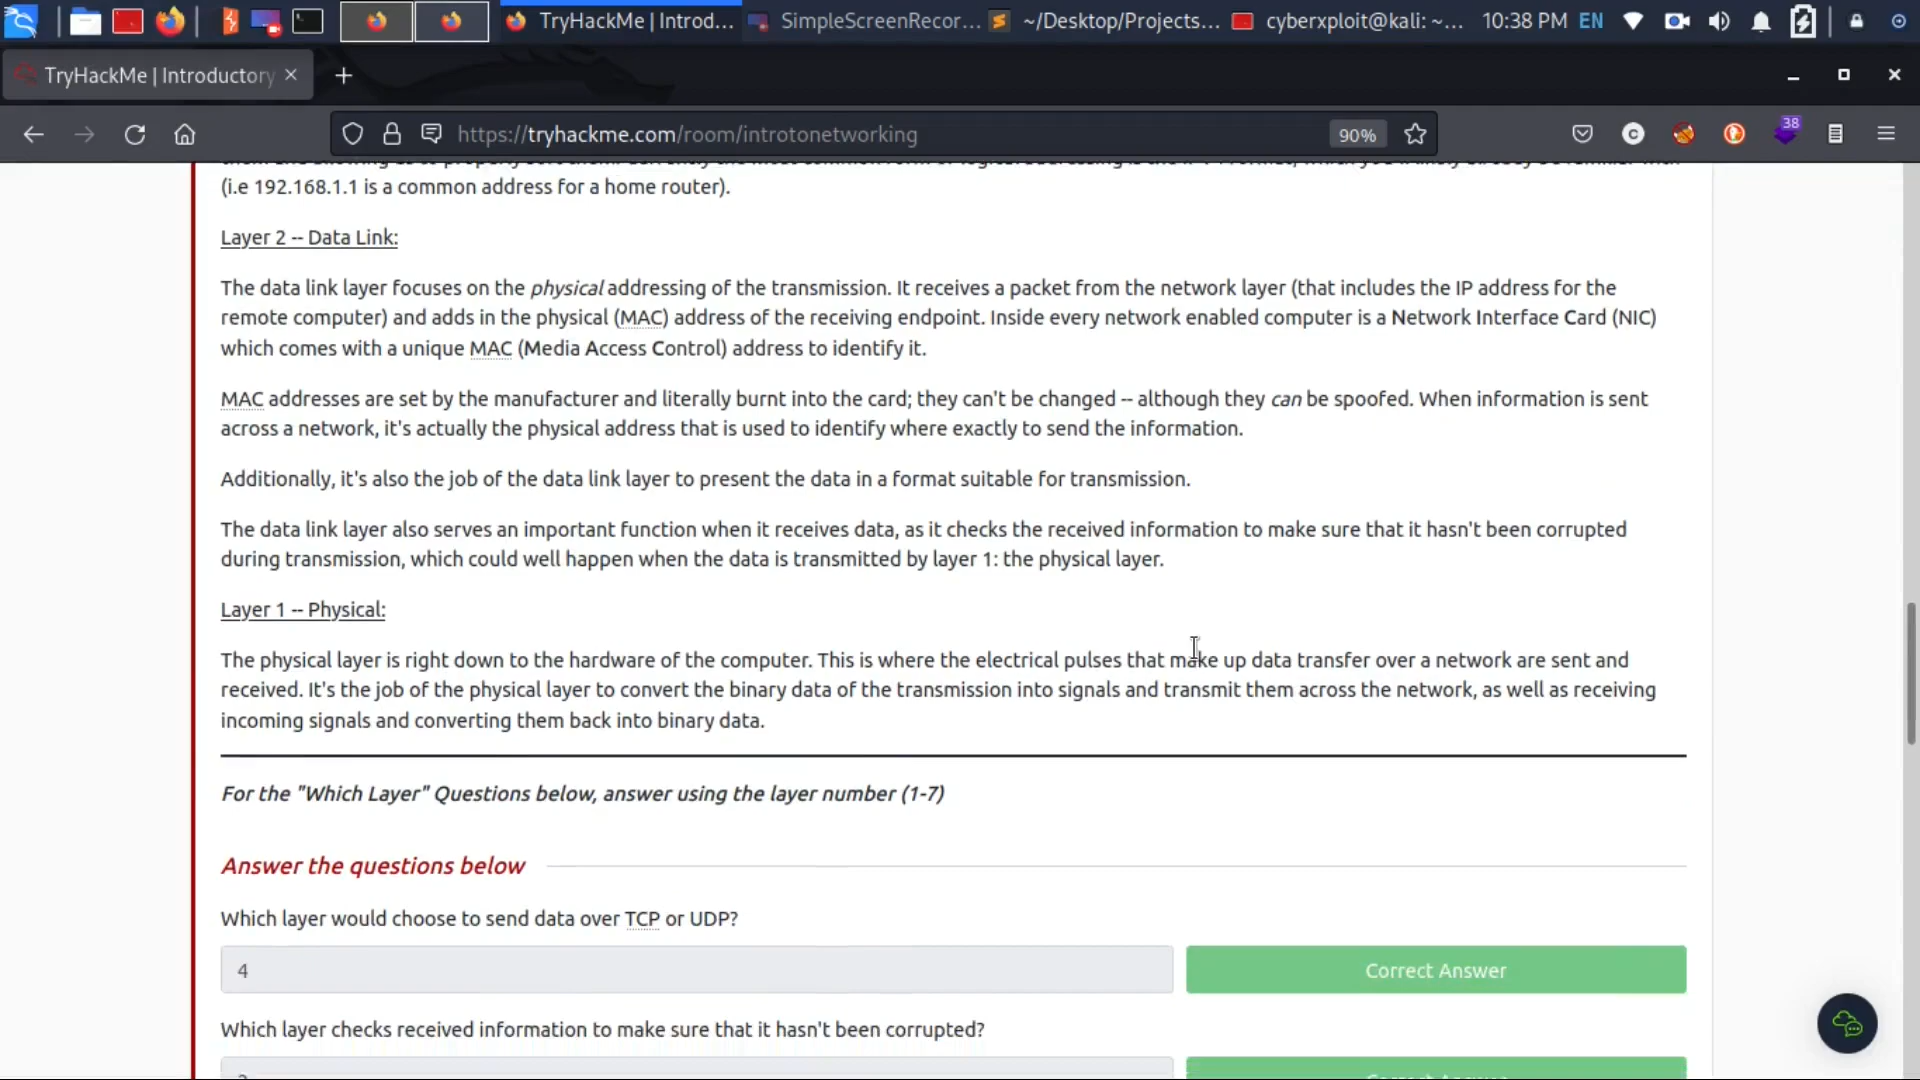 TryHackMe | Introd...
SimpleScreenRecor...
~/Desktop/Projects...
cyberxploit@kali: ~...
10:38 PM EN
TryHackMe | Introductory
https://tryhackme.com/room/introtonetworking
90%
38
(i.e 192.168.1.1 is a common address for a home router).
Layer 2 -- Data Link:
The data link layer focuses on the physical addressing of the transmission. It receives a packet from the network layer (that includes the IP address for the
remote computer) and adds in the physical (MAC) address of the receiving endpoint. Inside every network enabled computer is a Network Interface Card (NIC)
which comes with a unique MAC (Media Access Control) address to identify it.
MAC addresses are set by the manufacturer and literally burnt into the card; they can't be changed -- although they can be spoofed. When information is sent
across a network, it's actually the physical address that is used to identify where exactly to send the information.
Additionally, it's also the job of the data link layer to present the data in a format suitable for transmission.
The data link layer also serves an important function when it receives data, as it checks the received information to make sure that it hasn't been corrupted
during transmission, which could well happen when the data is transmitted by layer 1: the physical layer.
Layer 1 -- Physical:
The physical layer is right down to the hardware of the computer. This is where the electrical pulses that make up data transfer over a network are sent and
received. It's the job of the physical layer to convert the binary data of the transmission into signals and transmit them across the network, as well as receiving
incoming signals and converting them back into binary data.
For the "Which Layer" Questions below, answer using the layer number (1-7)
Answer the questions below
Which layer would choose to send data over TCP or UDP?
4
Correct Answer
Which layer checks received information to make sure that it hasn't been corrupted?